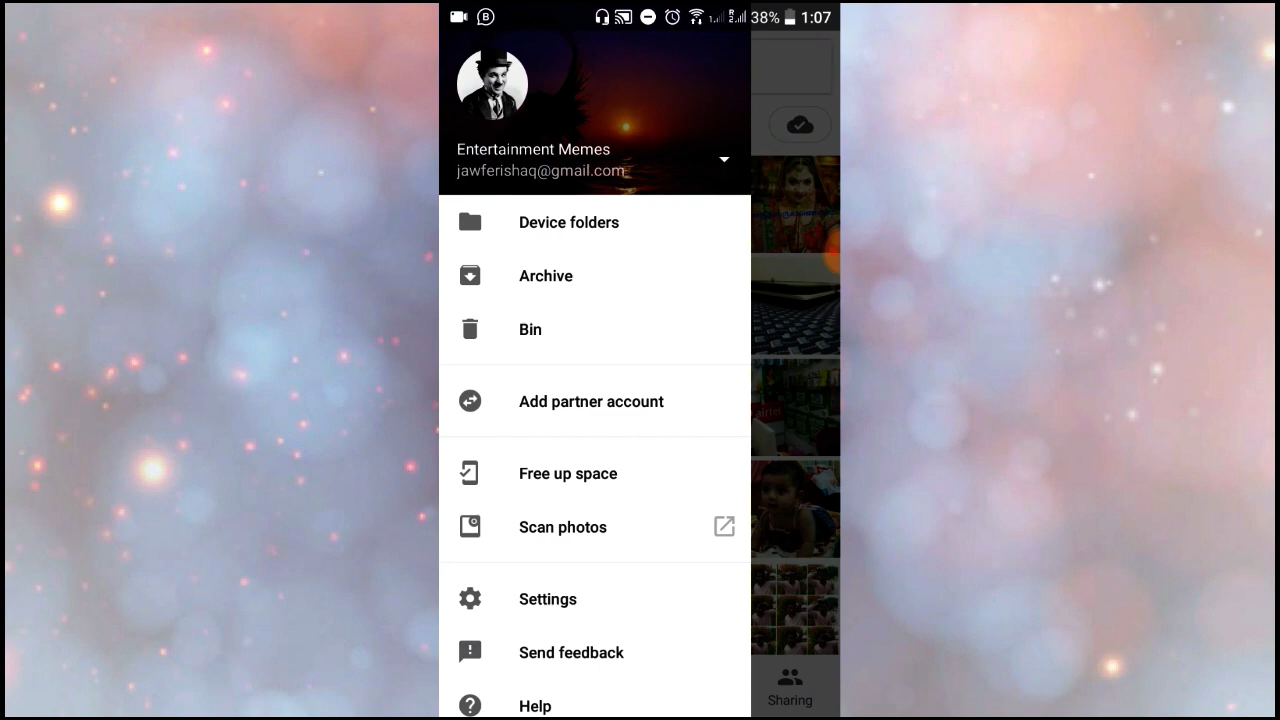 38% 1:07
Entertainment Memes
jawferishaq@gmail.com
Device folders
Archive
Bin
Add partner account
Free up space
Scan photos
Settings
Send feedback
Help
airtel
Sharing